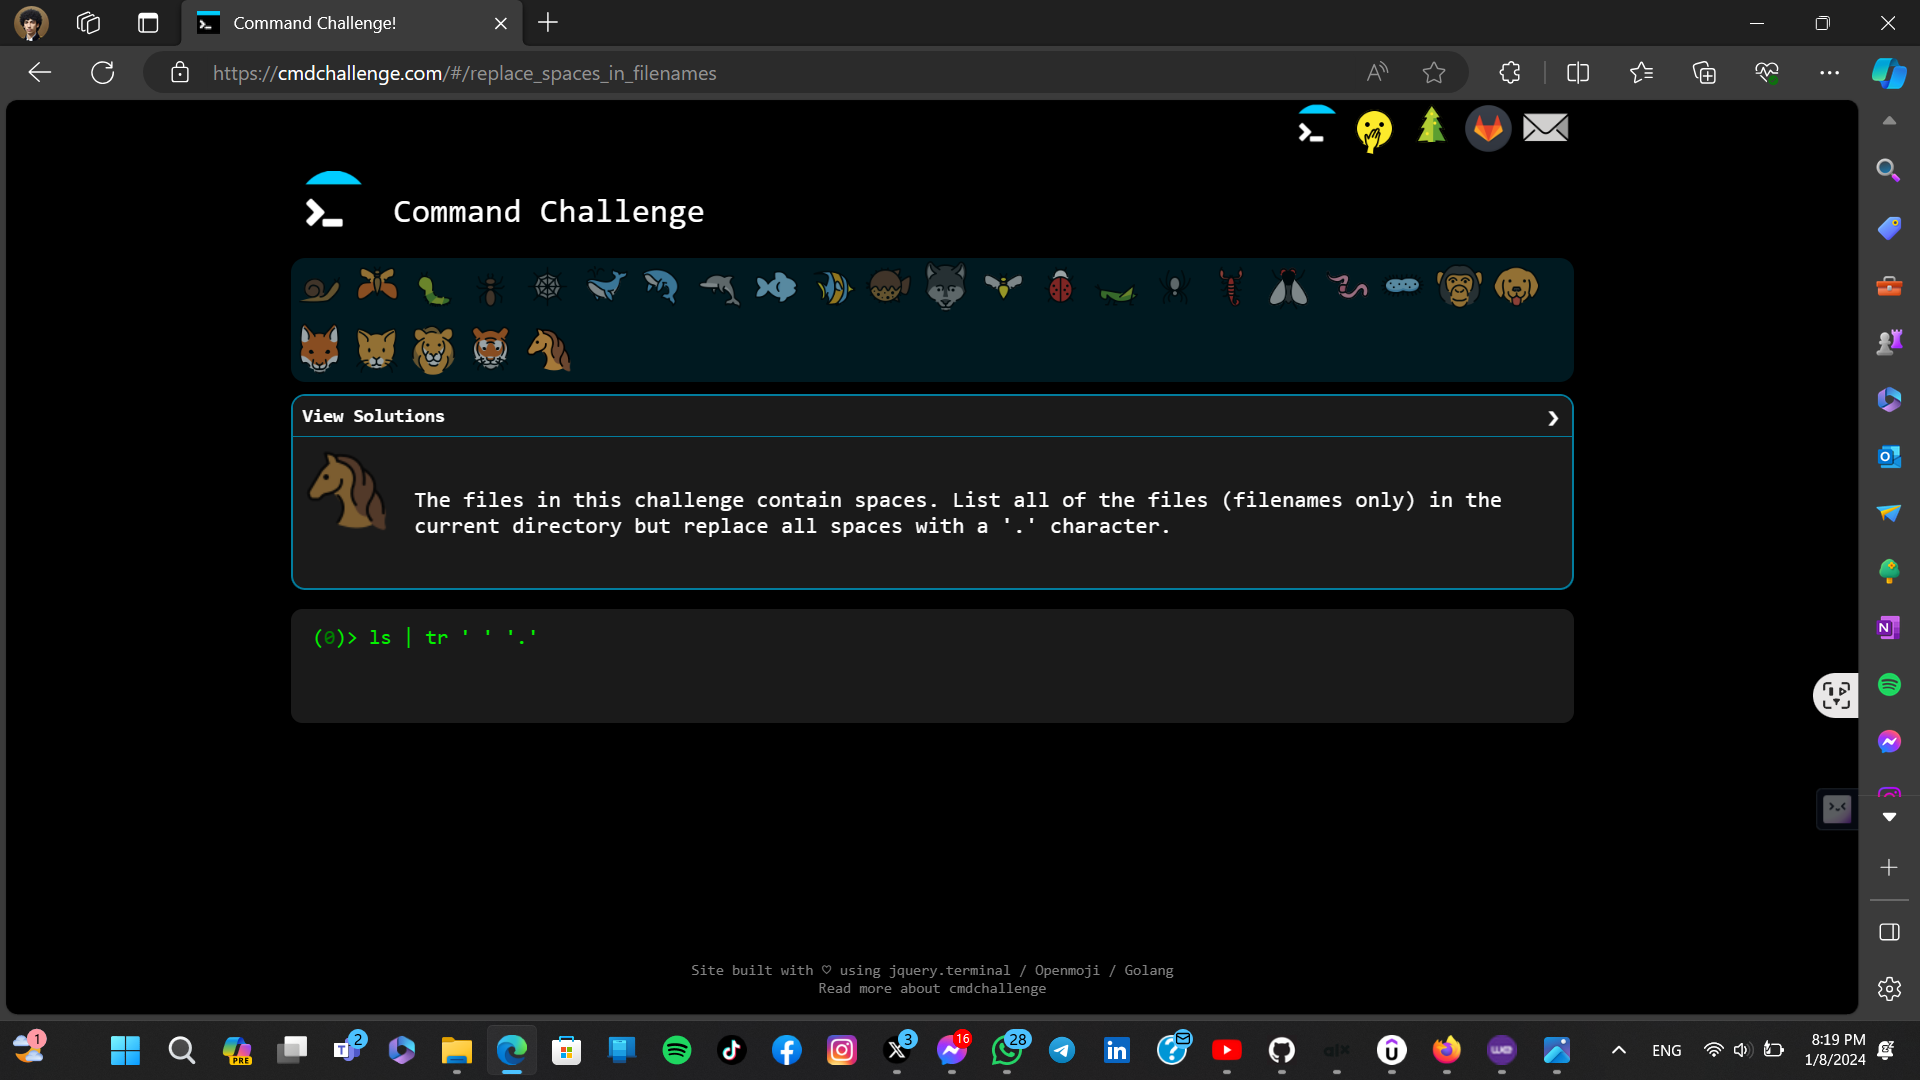 Command Challenge!
https://cmdchallenge.com/#/replace_spaces_in_filenames
Command Challenge
View Solutions
The files in this challenge contain spaces. List all of the files (filenames only) in the
current directory but replace all spaces with a '.' character.
(0)> ls | tr ' ' '.'
Site built with ♡ using jquery.terminal / Openmoji / Golang
Read more about cmdchallenge
1
PRE
2
3
16
28
ENG
8:19 PM
1/8/2024